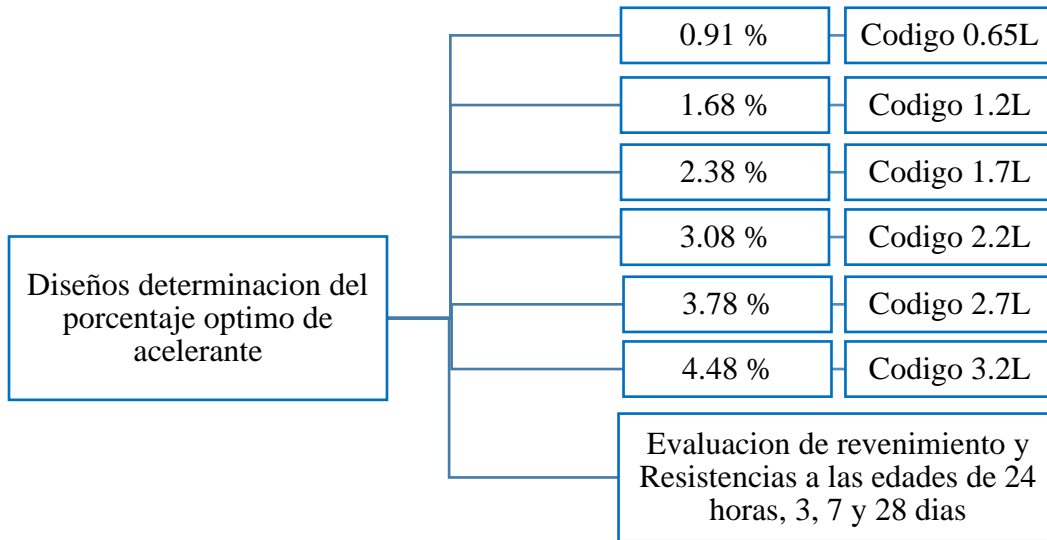 Diseños determinacion del
porcentaje optimo de
acelerante
0.91 %
Codigo 0.65L
1.68 %
Codigo 1.2L
2.38 %
Codigo 1.7L
3.08 %
Codigo 2.2L
3.78 %
Codigo 2.7L
4.48 %
Codigo 3.2L
Evaluacion de revenimiento y
Resistencias a las edades de 24
horas, 3, 7 y 28 dias